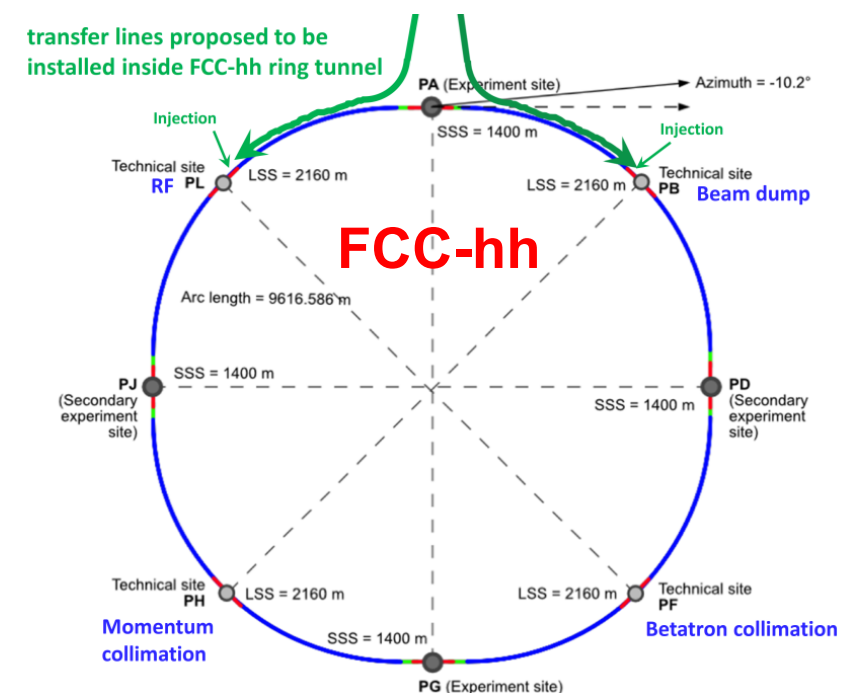 transfer lines proposed to be
installed inside FCC-hh ring tunnel
PA (Experiment site)
Azimuth = -10.2°
Injection
SSS = 1400 m
Injection
Technical site
RF PL
LSS = 2160 m
LSS = 2160 m
Technical site
PB
Beam dump
FCC-hh
Arc length = 9616.586 m
PJ
(Secondary
experiment
site)
SSS = 1400 m
SSS = 1400 m
PD
(Secondary
experiment
site)
Technical site
PH
LSS = 2160 m
Momentum
collimation
LSS = 2160 m
Technical site
PF
Betatron collimation
SSS = 1400 m
PG (Experiment site)